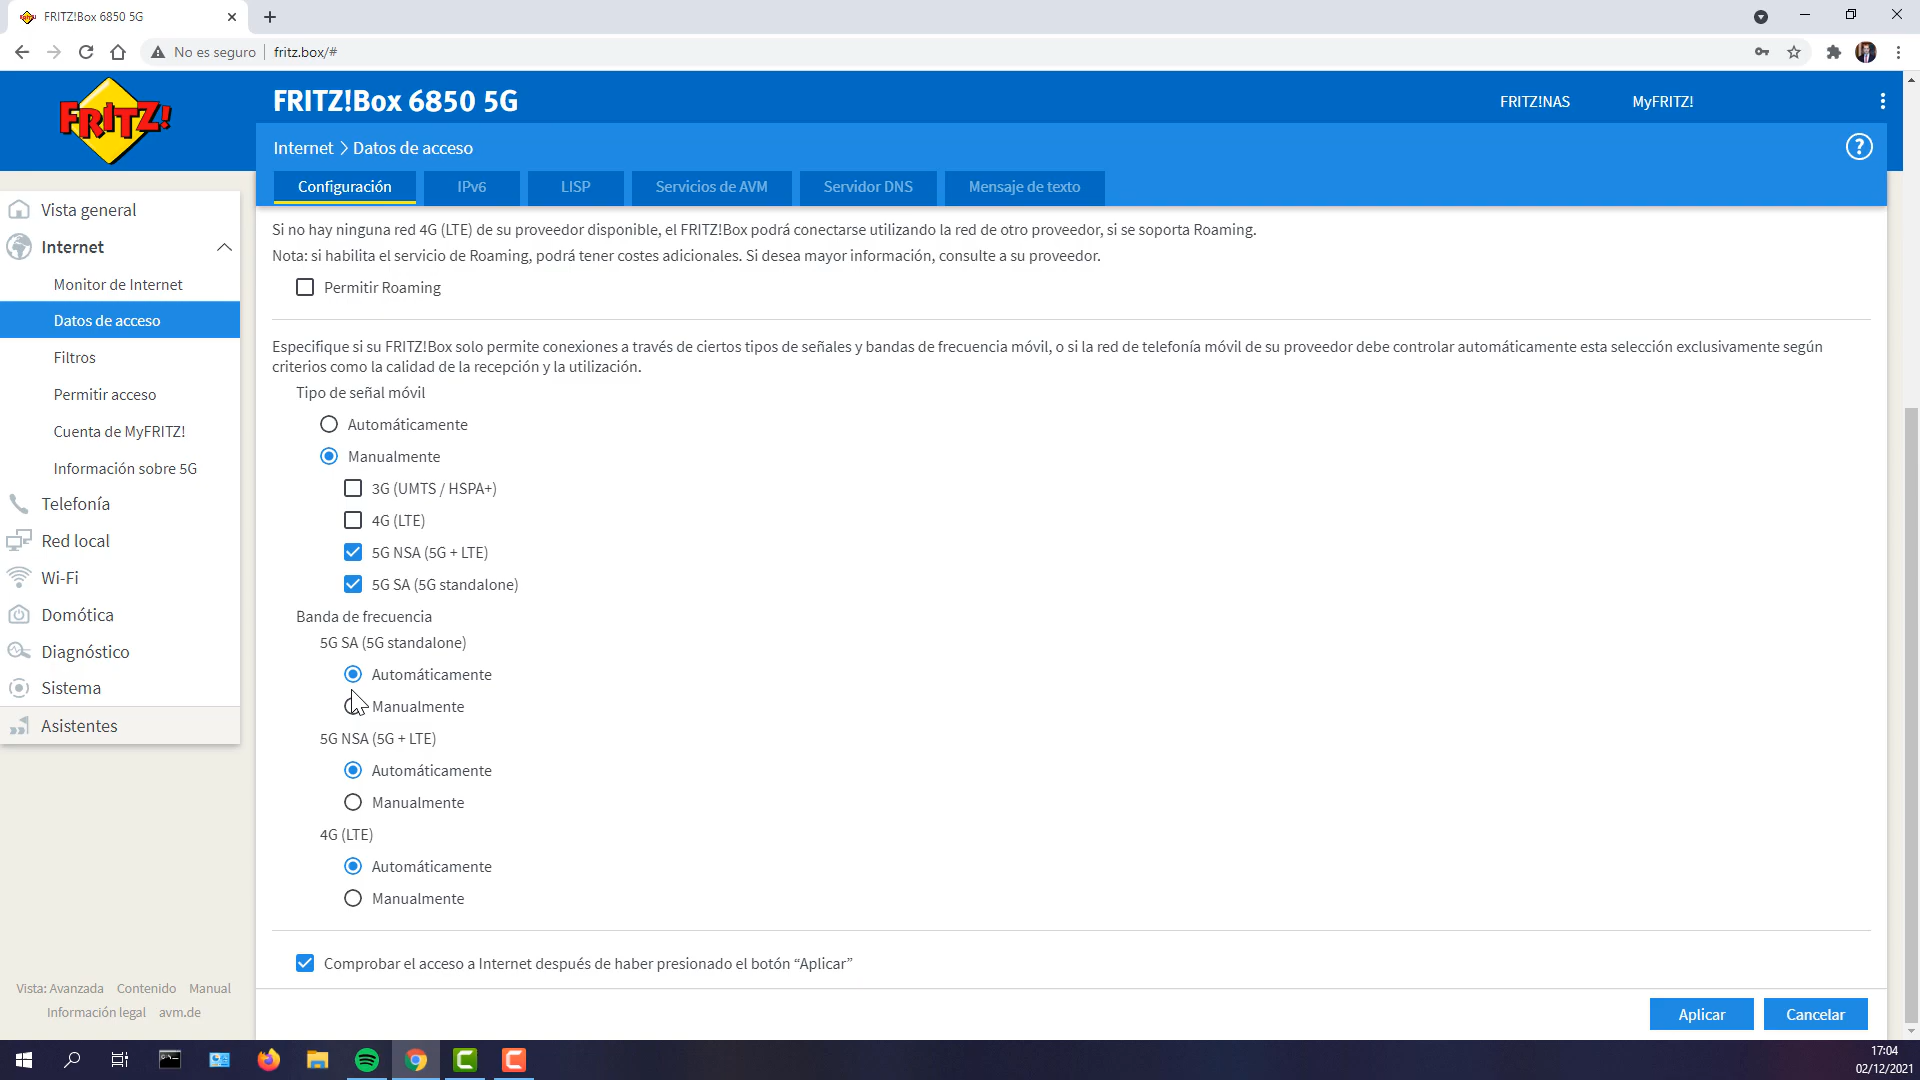 FRITZ!Box 6850 5G
No es seguro
fritz.box/#
FRITZ!
FRITZ!Box 6850 5G
FRITZ!NAS
MyFRITZ!
Internet > Datos de acceso
?
Configuración
IPv6
LISP
Servicios de AVM
Servidor DNS
Mensaje de texto
Vista general
Internet
Monitor de Internet
Datos de acceso
Filtros
Permitir acceso
Cuenta de MyFRITZ!
Información sobre 5G
Telefonía
Red local
Wi-Fi
Domótica
Diagnóstico
Sistema
Asistentes
Vista: Avanzada Contenido Manual
Información legal avm.de
Si no hay ninguna red 4G (LTE) de su proveedor disponible, el FRITZ!Box podrá conectarse utilizando la red de otro proveedor, si se soporta Roaming.
Nota: si habilita el servicio de Roaming, podrá tener costes adicionales. Si desea mayor información, consulte a su proveedor.
Permitir Roaming
Especifique si su FRITZ!Box solo permite conexiones a través de ciertos tipos de señales y bandas de frecuencia móvil, o si la red de telefonía móvil de su proveedor debe controlar automáticamente esta selección exclusivamente según
criterios como la calidad de la recepción y la utilización.
Tipo de señal móvil
Automáticamente
Manualmente
3G (UMTS / HSPA+)
4G (LTE)
5G NSA (5G + LTE)
5G SA (5G standalone)
Banda de frecuencia
5G SA (5G standalone)
Automáticamente
Manualmente
5G NSA (5G + LTE)
Automáticamente
Manualmente
4G (LTE)
Automáticamente
Manualmente
Comprobar el acceso a Internet después de haber presionado el botón “Aplicar”
Aplicar
Cancelar
17:04
02/12/2021